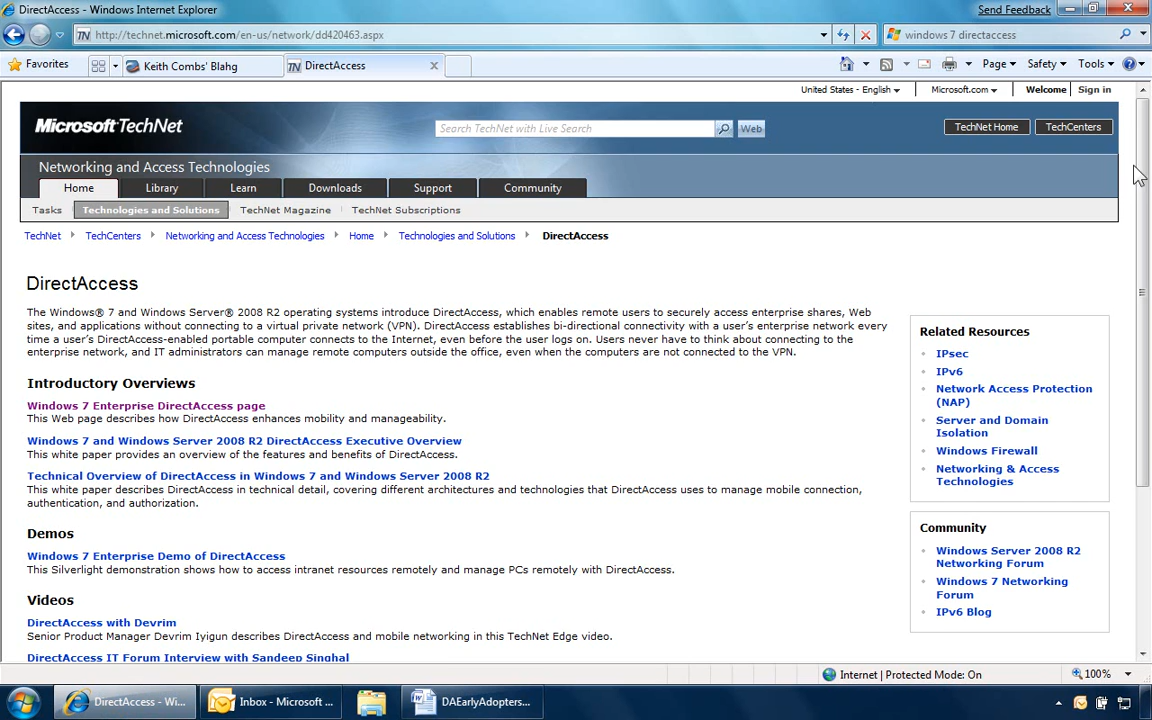 DirectAccess - Windows Internet Explorer
Send Feedback
http://technet.microsoft.com/en-us/network/dd420463.aspx
windows 7 directaccess
Favorites
Keith Combs' Blahg
DirectAccess
Page
Safety
Tools
United States - English
Microsoft.com
Welcome
Sign in
Microsoft TechNet
Search TechNet with Live Search
Web
TechNet Home
TechCenters
Networking and Access Technologies
Home
Library
Learn
Downloads
Support
Community
Tasks
Technologies and Solutions
TechNet Magazine
TechNet Subscriptions
TechNet
TechCenters
Networking and Access Technologies
Home
Technologies and Solutions
DirectAccess
DirectAccess
The Windows® 7 and Windows Server® 2008 R2 operating systems introduce DirectAccess, which enables remote users to securely access enterprise shares, Web
sites, and applications without connecting to a virtual private network (VPN). DirectAccess establishes bi-directional connectivity with a user's enterprise network every
time a user's DirectAccess-enabled portable computer connects to the Internet, even before the user logs on. Users never have to think about connecting to the
enterprise network, and IT administrators can manage remote computers outside the office, even when the computers are not connected to the VPN.
Introductory Overviews
Windows 7 Enterprise DirectAccess page
This Web page describes how DirectAccess enhances mobility and manageability.
Windows 7 and Windows Server 2008 R2 DirectAccess Executive Overview
This white paper provides an overview of the features and benefits of DirectAccess.
Technical Overview of DirectAccess in Windows 7 and Windows Server 2008 R2
This white paper describes DirectAccess in technical detail, covering different architectures and technologies that DirectAccess uses to manage mobile connection,
authentication, and authorization.
Demos
Windows 7 Enterprise Demo of DirectAccess
This Silverlight demonstration shows how to access intranet resources remotely and manage PCs remotely with DirectAccess.
Videos
DirectAccess with Devrim
Senior Product Manager Devrim Iyigun describes DirectAccess and mobile networking in this TechNet Edge video.
DirectAccess IT Forum Interview with Sandeep Singhal
Related Resources
IPsec
IPv6
Network Access Protection
(NAP)
Server and Domain
Isolation
Windows Firewall
Networking & Access
Technologies
Community
Windows Server 2008 R2
Networking Forum
Windows 7 Networking
Forum
IPv6 Blog
Internet | Protected Mode: On
100%
DirectAccess - Wi...
Inbox - Microsoft ...
DAEarlyAdopters...